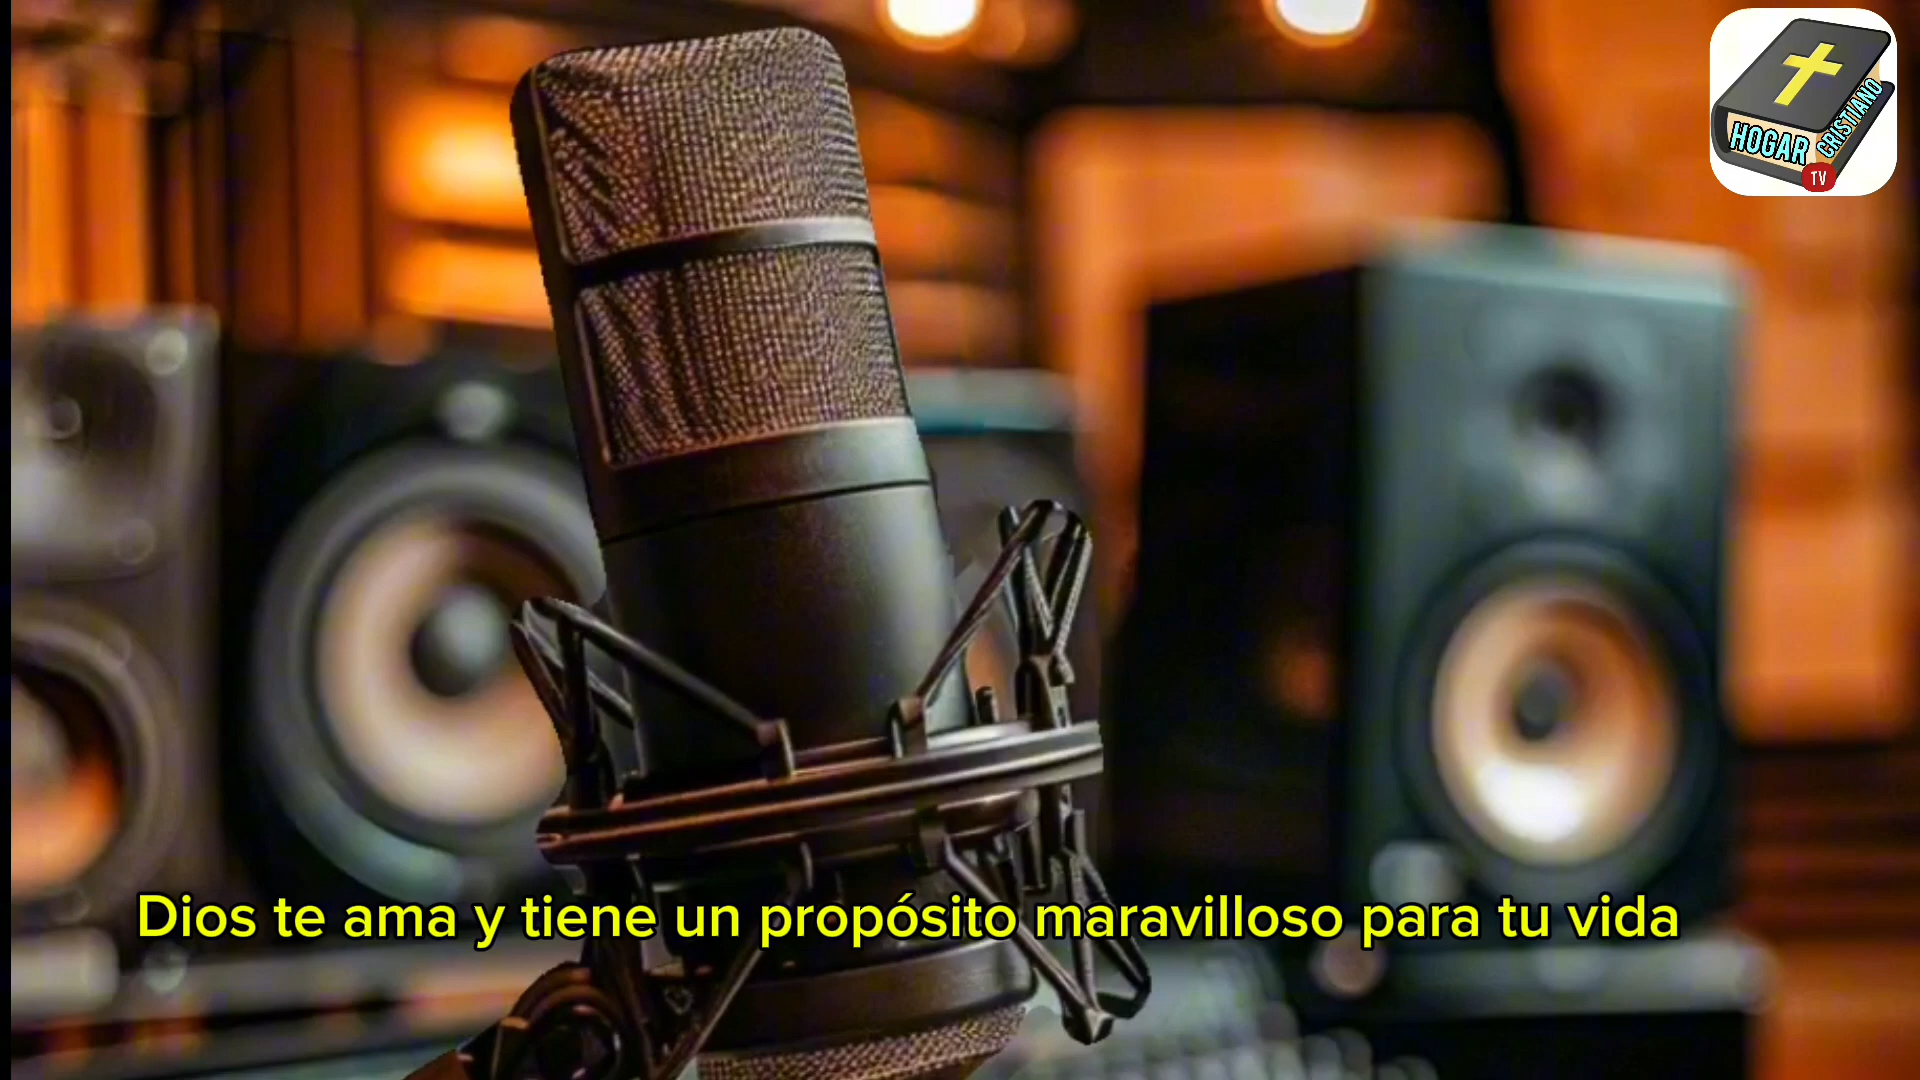 HOGAR
CRISTIANO
TV
Dios te ama y tiene un propósito maravilloso para tu vida